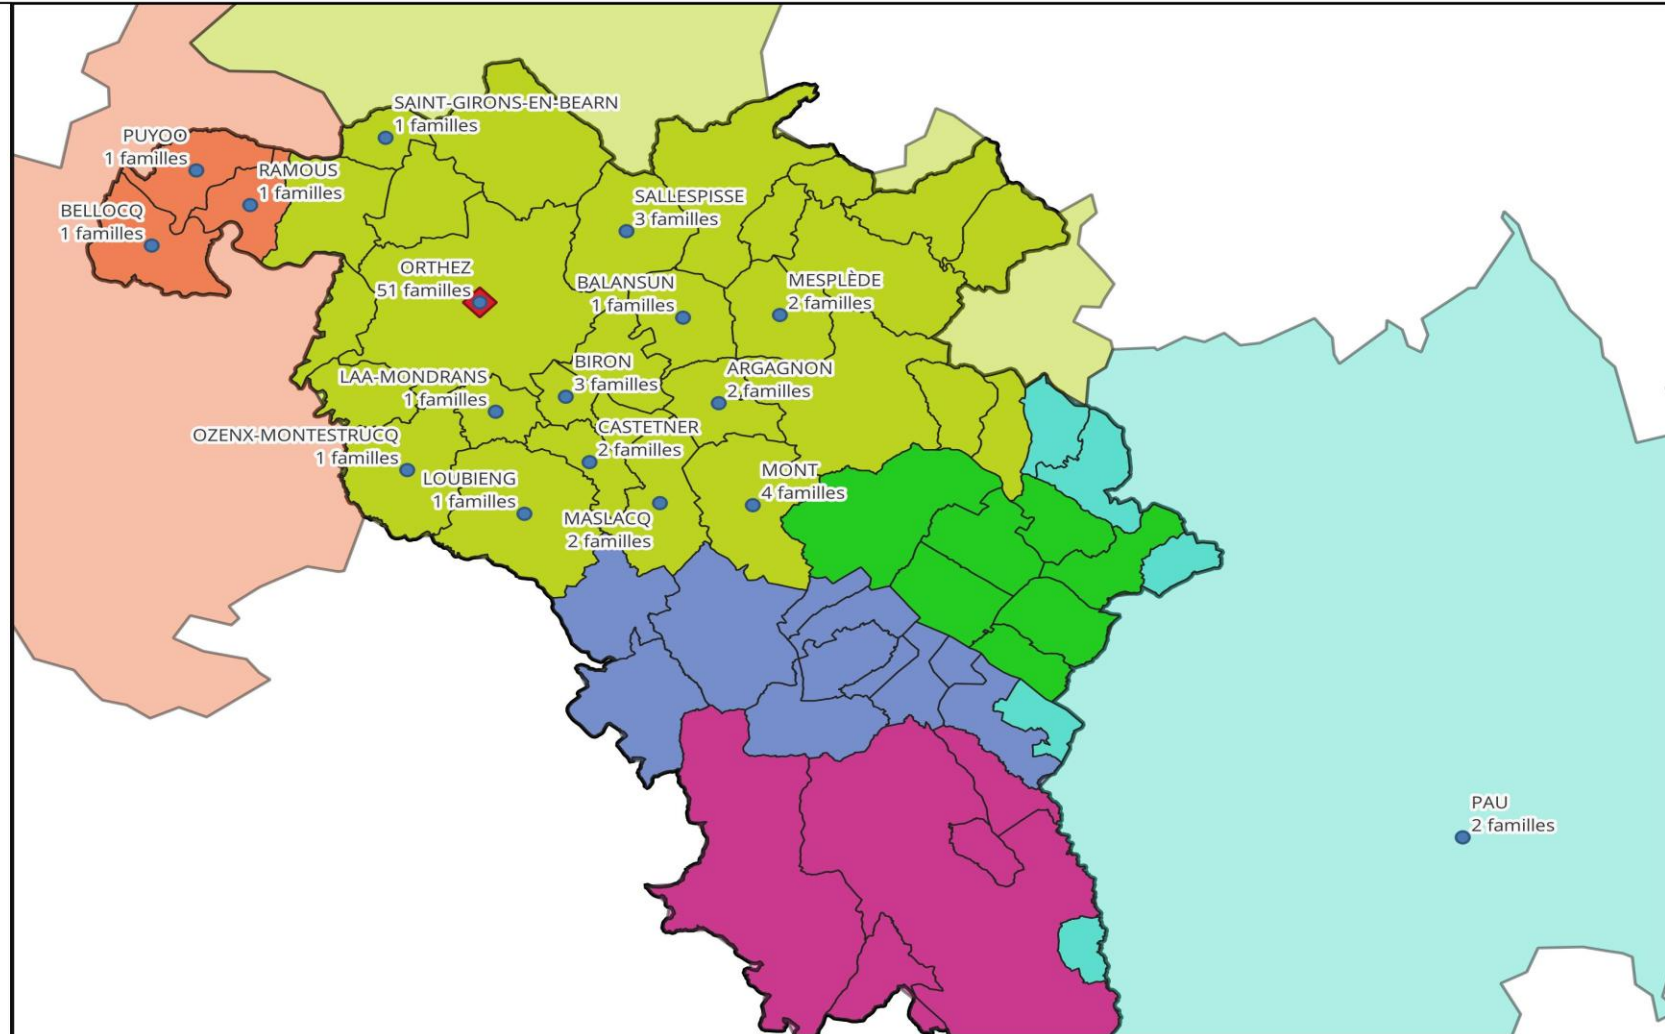 SAINT-GIRONS-EN-BEARN
1 familles
PUYOO
1 familles
RAMOUS
1 familles
BELLOCQ
1 familles
SALLESPISSE
3 familles
ORTHEZ
51 familles
BALANSUN
1 familles
MESPLÈDE
2 familles
BIRON
3 familles
ARGAGNON
2 familles
LAA-MONDRANS
1 familles
OZENX-MONTESTRUCQ
1 familles
CASTETNER
2 familles
LOUBIENG
1 familles
MONT
4 familles
MASLACQ
2 familles
PAU
2 familles